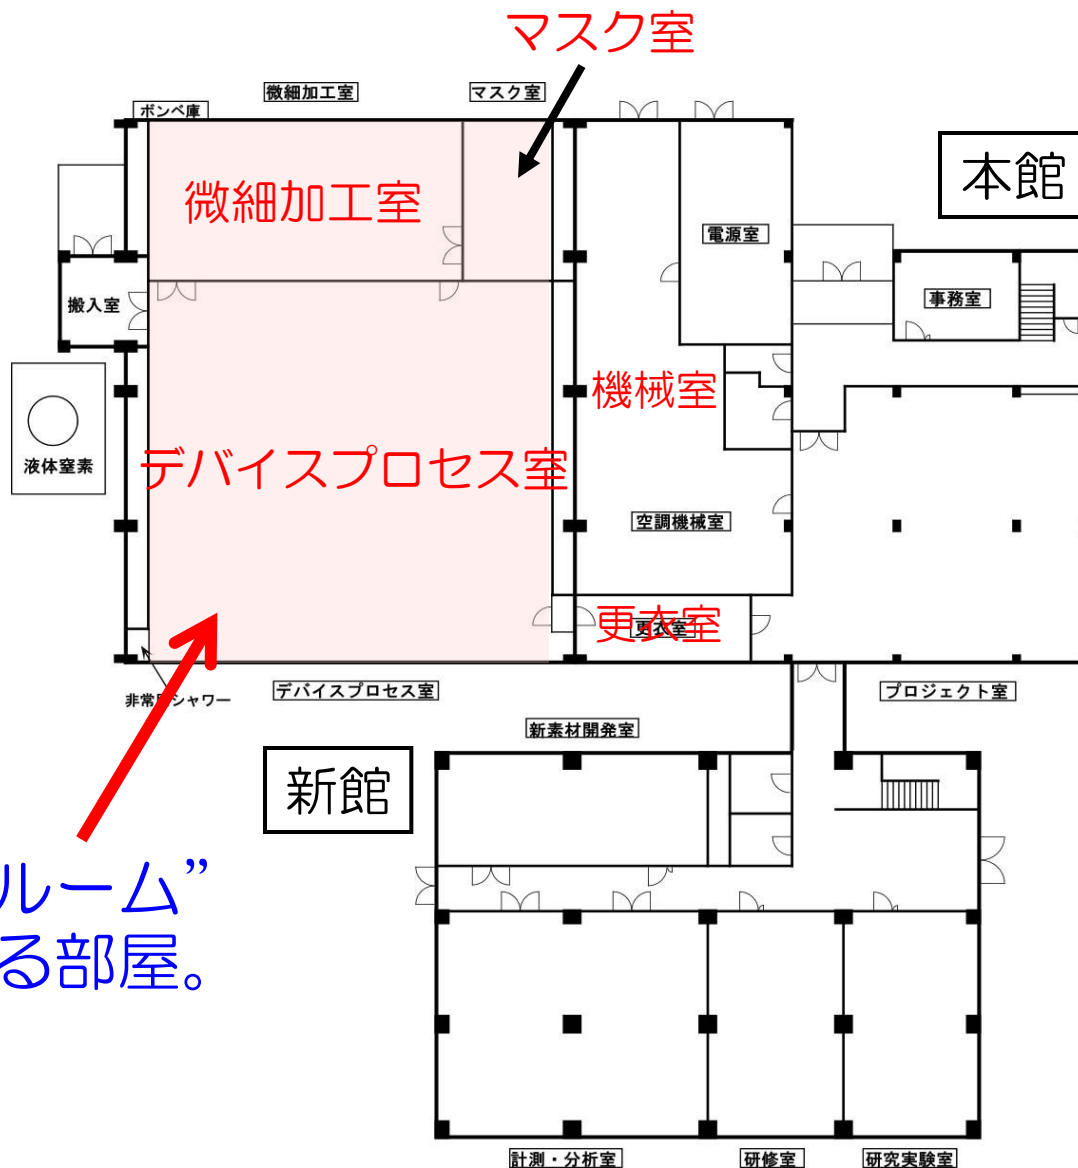 マスク室
微細加工室
マスク室
ボンベ庫
本館
微細加工室
電源室
搬入室
事務室
機械室
液体窒素
デバイスプロセス室
空調機械室
更衣室
更衣室
非常用シャワー
デバイスプロセス室
プロジェクト室
新素材開発室
新館
ルーム”
る部屋。
計測・分析室
研修室
研究実験室